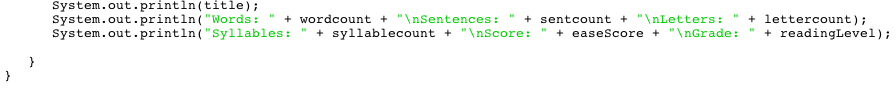 System.out.println(title);
System.out.println("Words: " + wordcount + "\nSentences: " + sentcount + "\nLetters: " + lettercount);
System.out.println("Syllables: " + syllablecount + "\nScore: " + easeScore + "\nGrade: " + readingLevel);
}
}